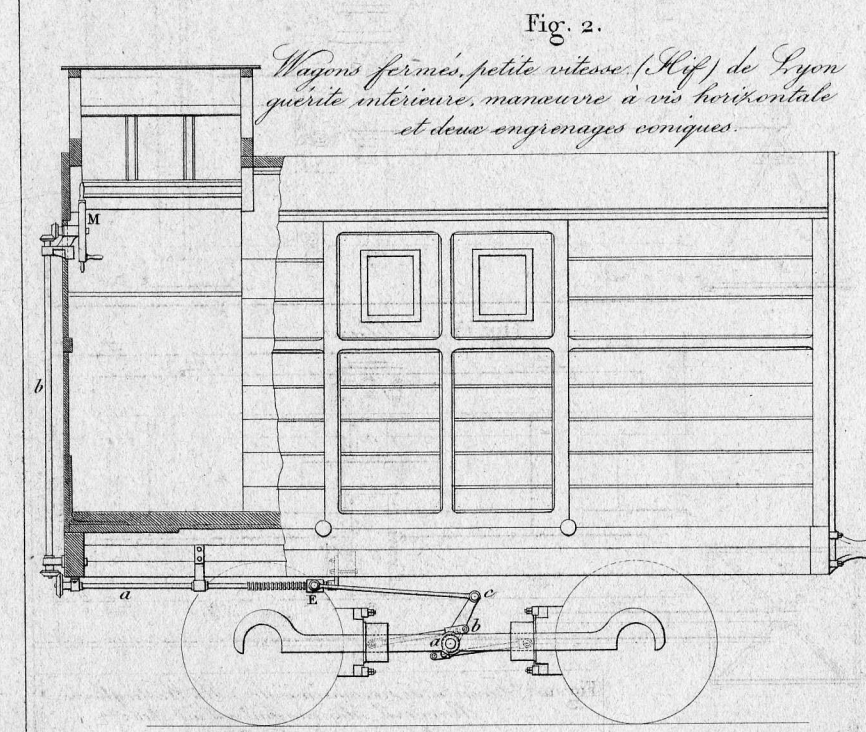 Fig. 2.
Wagons fermés, petite vitesse. (Hif) de Lyon
guérite intérieure, manœuvre à vis horizontale
et deux engrenages coniques.
M
b
a
E
c
b
a